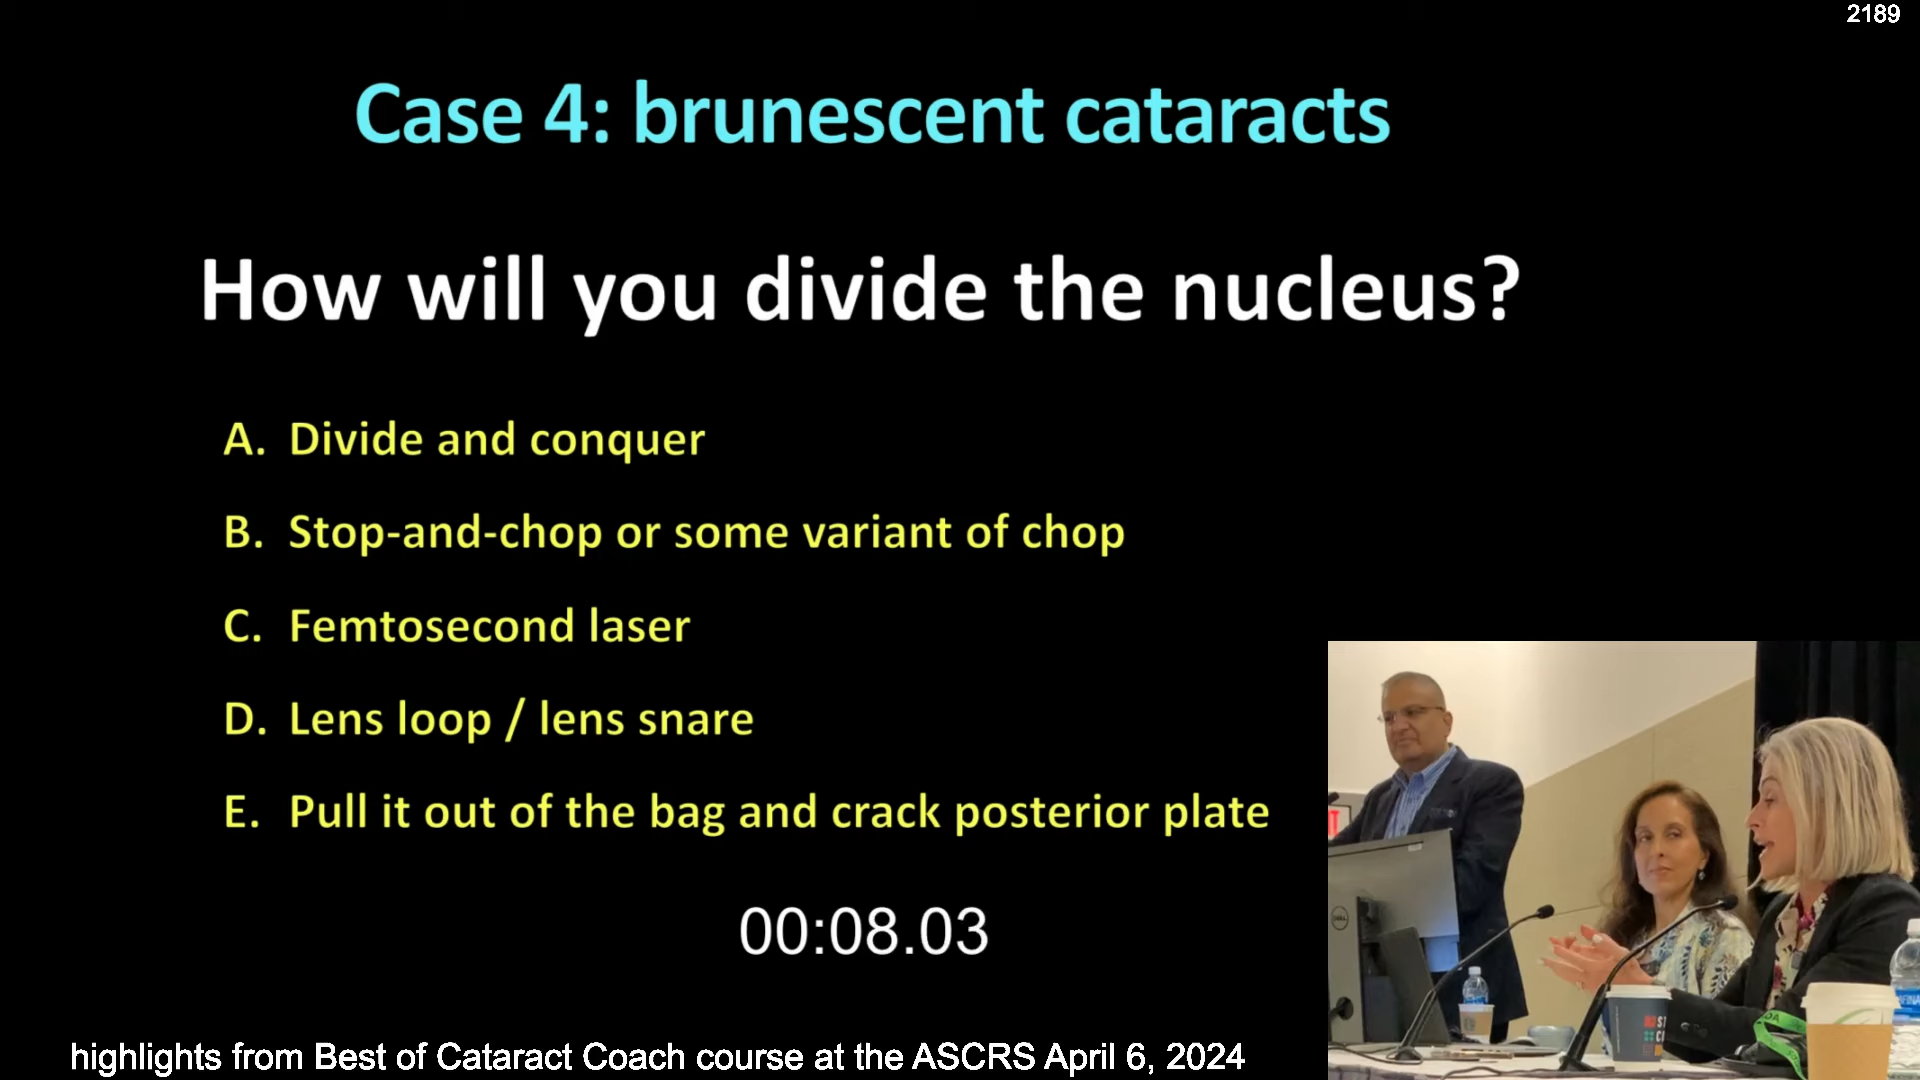 2189
Case 4: brunescent cataracts
How will you divide the nucleus?
A. Divide and conquer
B. Stop-and-chop or some variant of chop
C. Femtosecond laser
D. Lens loop / lens snare
E. Pull it out of the bag and crack posterior plate
00:08.03
highlights from Best of Cataract Coach course at the ASCRS April 6, 2024
DELL